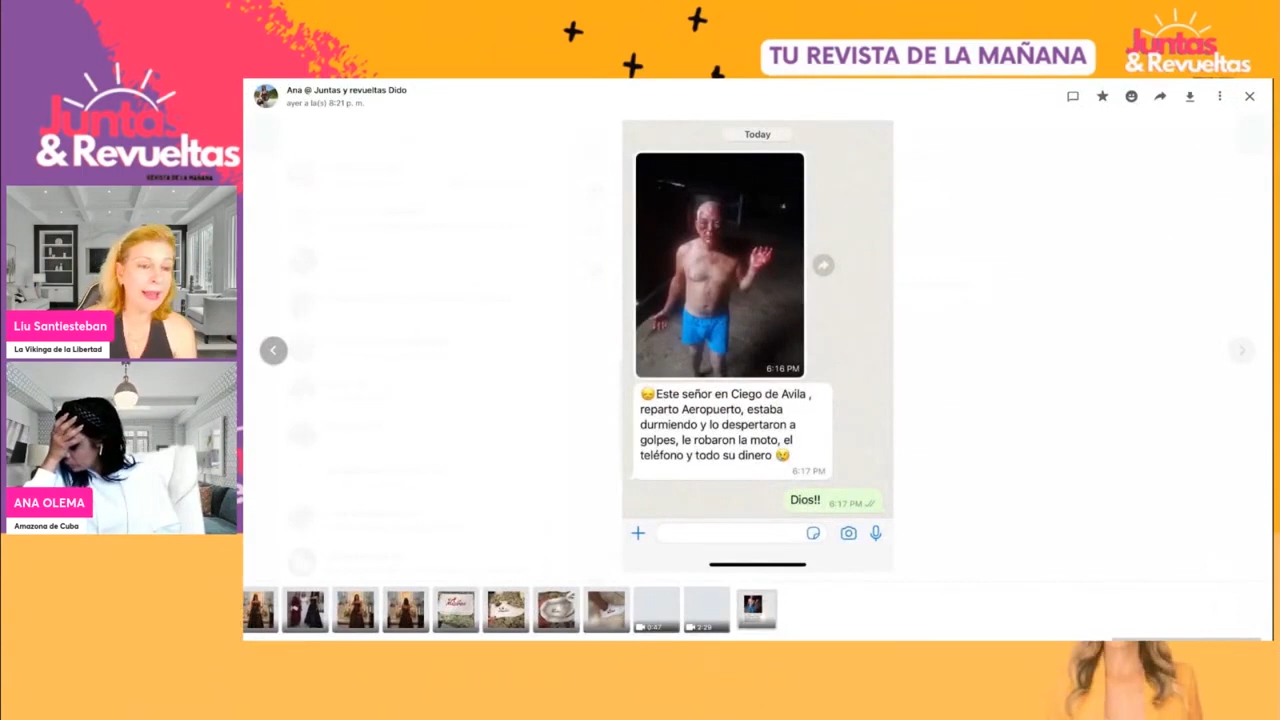 TU REVISTA DE LA MAÑANA
Juntas
& Revueltas
Juntas
& Revueltas
REVISTA DE LA MAÑANA
Ana @ Juntas y revueltas Dido
ayer a la(s) 8:21 p. m.
Today
6:16 PM
😞Este señor en Ciego de Avila ,
reparto Aeropuerto, estaba
durmiendo y lo despertaron a
golpes, le robaron la moto, el
teléfono y todo su dinero 😢
6:17 PM
Dios!! 6:17 PM
Liu Santiesteban
La Vikinga de la Libertad
ANA OLEMA
Amazona de Cuba
0:47
2:29